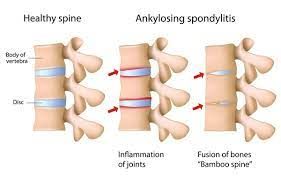 Healthy spine
Ankylosing spondylitis
Body of
vertebra
Disc
Inflammation
of joints
Fusion of bones
"Bamboo spine"